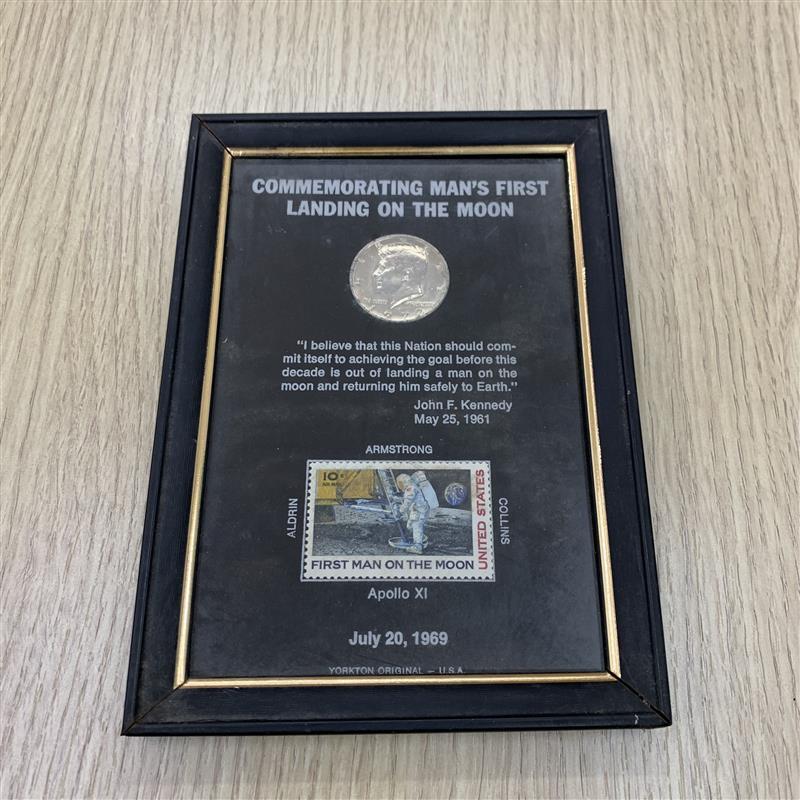 COMMEMORATING MAN'S FIRST
LANDING ON THE MOON
"I believe that this Nation should com-
mit itself to achieving the goal before this
decade is out of landing a man on the
moon and returning him safely to Earth."
John F. Kennedy
May 25, 1961
ARMSTRONG
ALDRIN
COLLINS
10¢
AIR MAIL
UNITED STATES
FIRST MAN ON THE MOON
Apollo XI
July 20, 1969
YORKTON ORIGINAL – U.S.A.